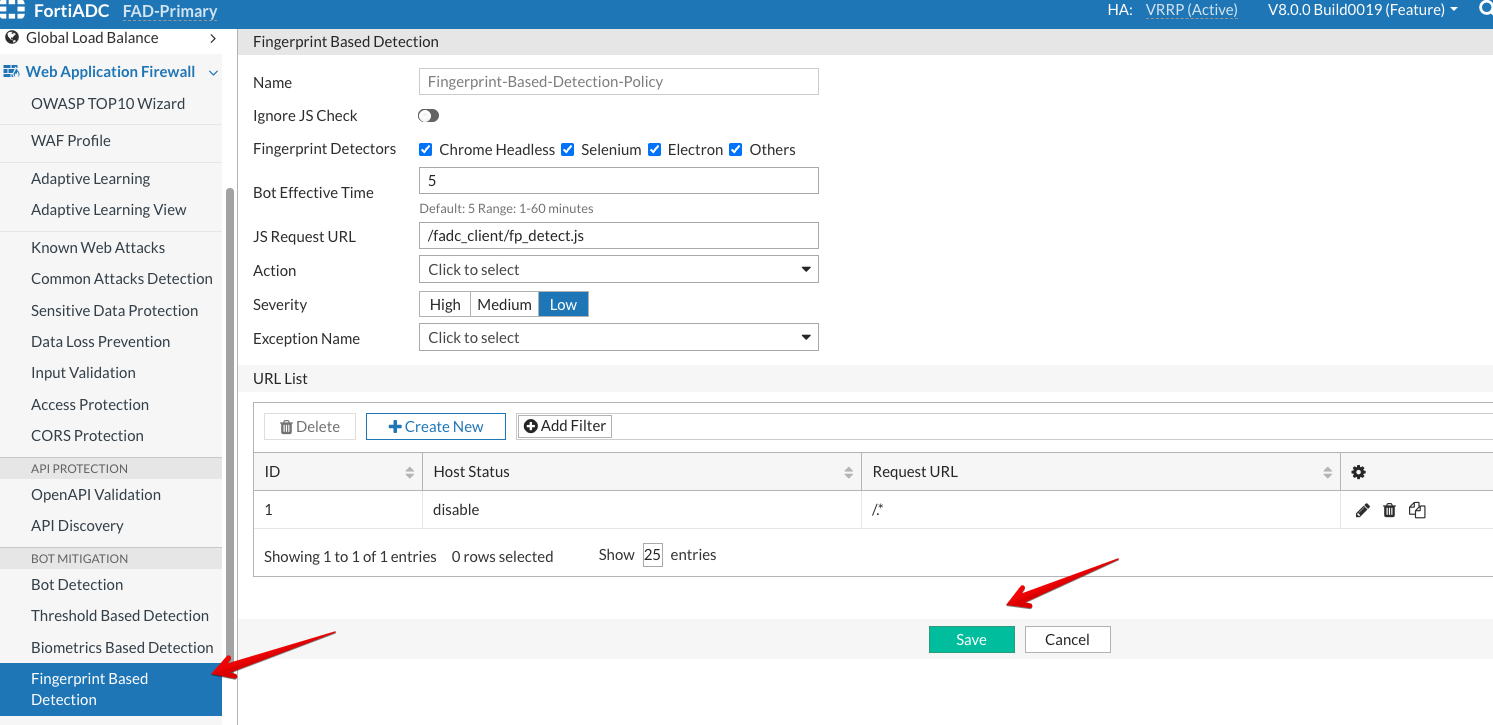 FortiADC FAD-Primary HA: VRRP (Active) V8.0.0 Build0019 (Feature)
Global Load Balance
Web Application Firewall
OWASP TOP10 Wizard
WAF Profile
Adaptive Learning
Adaptive Learning View
Known Web Attacks
Common Attacks Detection
Sensitive Data Protection
Data Loss Prevention
Input Validation
Access Protection
CORS Protection
API PROTECTION
OpenAPI Validation
API Discovery
BOT MITIGATION
Bot Detection
Threshold Based Detection
Biometrics Based Detection
Fingerprint Based
Detection
Fingerprint Based Detection
Name Fingerprint-Based-Detection-Policy
Ignore JS Check
Fingerprint Detectors Chrome Headless Selenium Electron Others
Bot Effective Time 5
Default: 5 Range: 1-60 minutes
JS Request URL /fadc_client/fp_detect.js
Action Click to select
Severity High Medium Low
Exception Name Click to select
URL List
Delete Create New Add Filter
ID Host Status Request URL
1 disable /.*
Showing 1 to 1 of 1 entries 0 rows selected Show 25 entries
Save Cancel